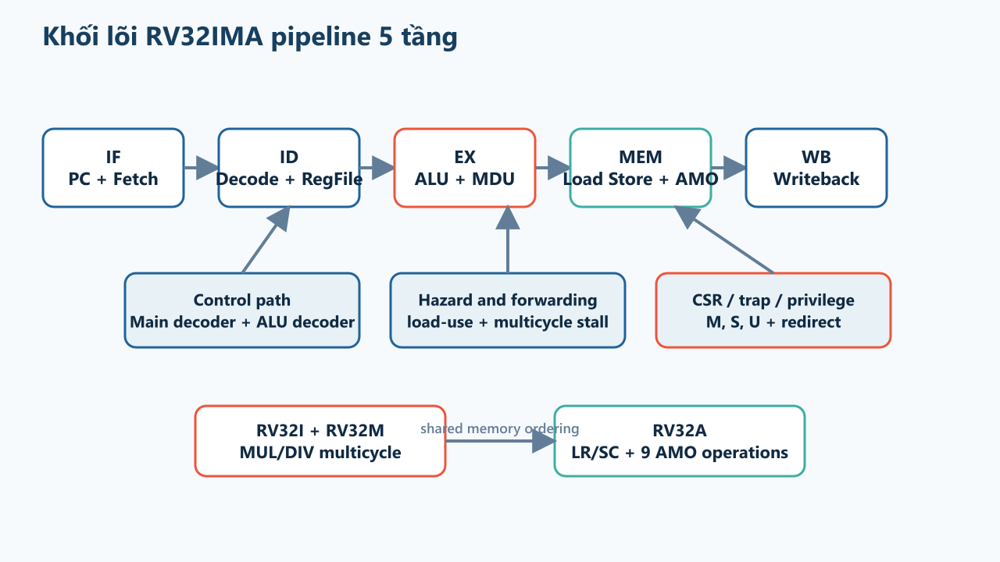 Khối lõi RV32IMA pipeline 5 tầng
IF
PC + Fetch
ID
Decode + RegFile
EX
ALU + MDU
MEM
Load Store + AMO
WB
Writeback
Control path
Main decoder + ALU decoder
Hazard and forwarding
load-use + multicycle stall
CSR / trap / privilege
M, S, U + redirect
RV32I + RV32M
MUL/DIV multicycle
shared memory ordering
RV32A
LR/SC + 9 AMO operations